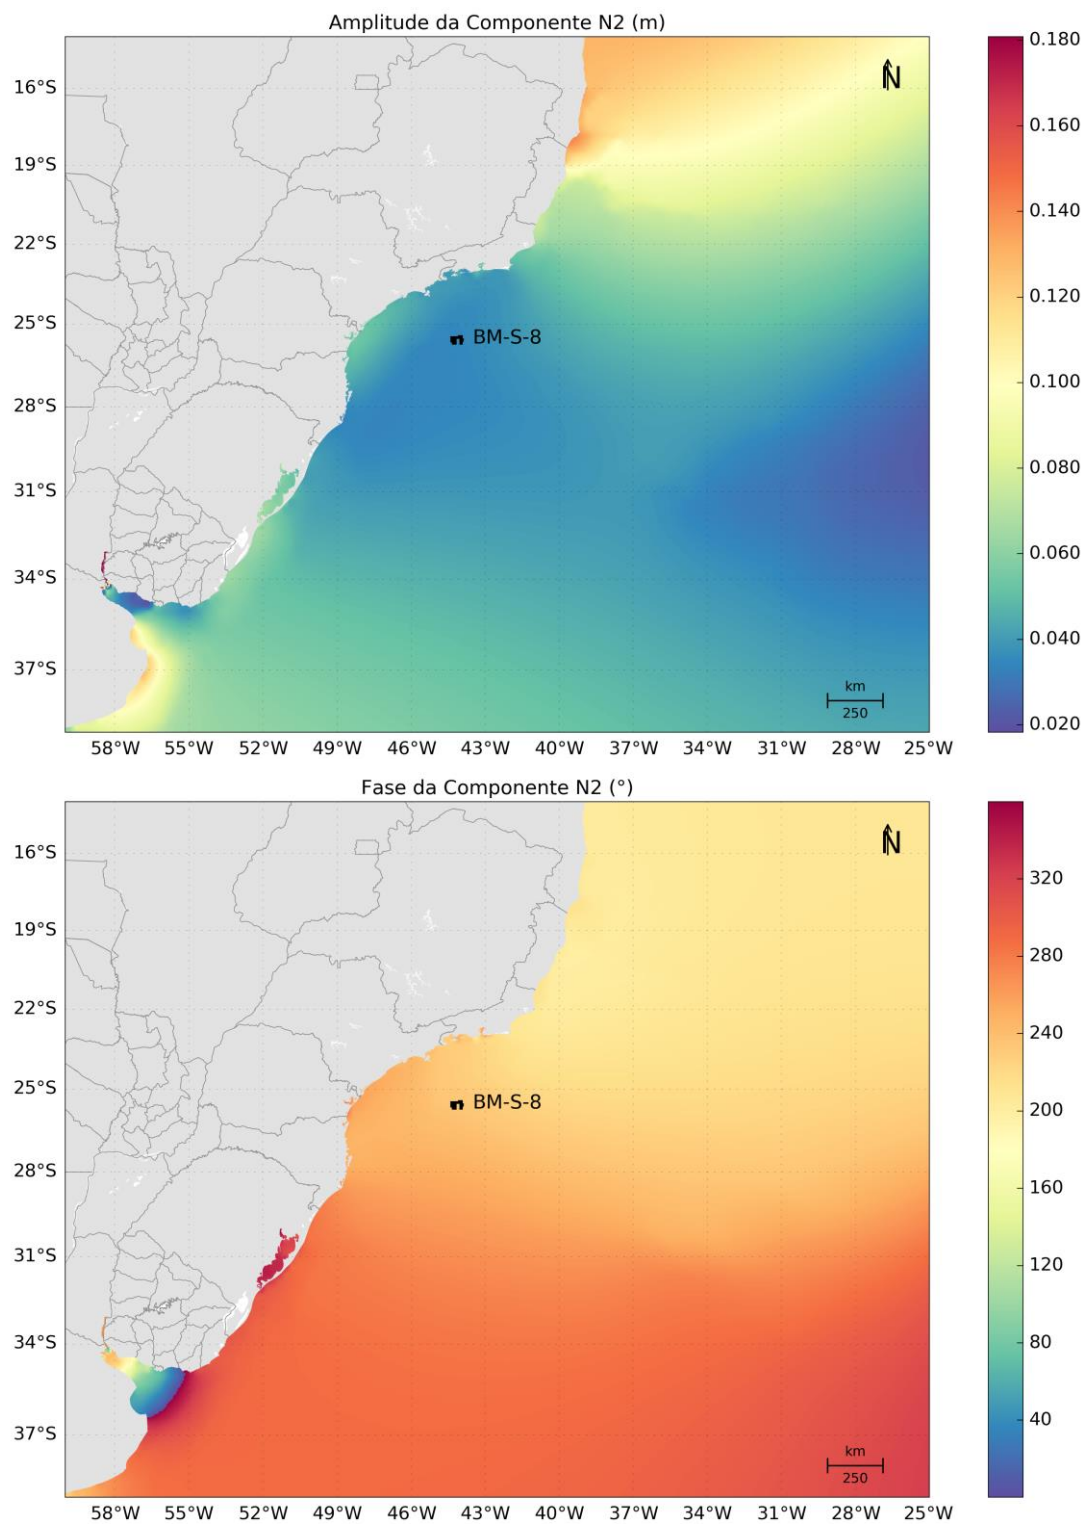 Amplitude da Componente N2 (m)
0.180
N
16°S
0.160
19°S
0.140
22°S
0.120
25°S
BM-S-8
0.100
28°S
0.080
31°S
0.060
34°S
0.040
37°S
km
250
0.020
58°W 55°W 52°W 49°W 46°W 43°W 40°W 37°W 34°W 31°W 28°W 25°W
Fase da Componente N2 (°)
N
16°S
320
19°S
280
22°S
240
25°S
BM-S-8
200
28°S
160
31°S
120
34°S
80
37°S
40
km
250
58°W 55°W 52°W 49°W 46°W 43°W 40°W 37°W 34°W 31°W 28°W 25°W